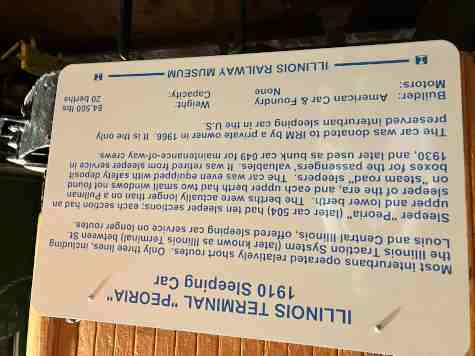 ILLINOIS TERMINAL "PEORIA"
1910 Sleeping Car
Most interurbans operated relatively short routes. Only three lines, including
the Illinois Traction System (later known as Illinois Terminal) between St.
Louis and Central Illinois, offered sleeping car service on longer routes.
Sleeper "Peoria" (later car 504) had ten sleeper sections; each section had an
upper and lower berth. The berths were actually longer than on a Pullman
sleeper of the era, and each upper berth had two small windows not found
on "steam road" sleepers. The car was even equipped with safety deposit
boxes for the passengers' valuables. It was retired from sleeper service in
1930, and later used as bunk car 649 for maintenance-of-way crews.
The car was donated to IRM by a private owner in 1966. It is the only
preserved interurban sleeping car in the U.S.
Builder: American Car & Foundry Weight: 64,500 lbs
Motors: None Capacity: 20 berths
ILLINOIS RAILWAY MUSEUM